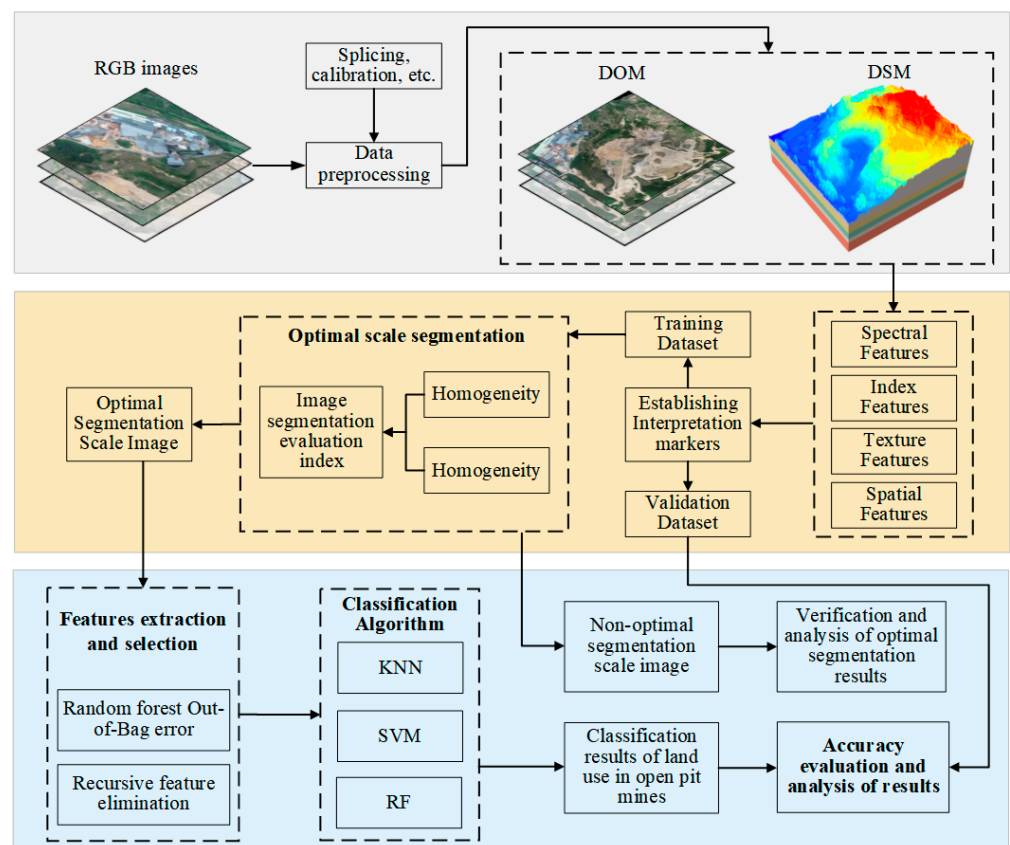 RGB images
Splicing,
calibration, etc.
Data
preprocessing
DOM
DSM
Optimal scale segmentation
Training
Dataset
Spectral
Features
Optimal
Segmentation
Scale Image
Image
segmentation
evaluation
index
Homogeneity
Homogeneity
Establishing
Interpretation
markers
Index
Features
Texture
Features
Validation
Dataset
Spatial
Features
Features extraction
and selection
Random forest Out-
of-Bag error
Recursive feature
elimination
Classification
Algorithm
KNN
SVM
RF
Non-optimal
segmentation
scale image
Verification and
analysis of optimal
segmentation
results
Classification
results of land
use in open pit
mines
Accuracy
evaluation and
analysis of results